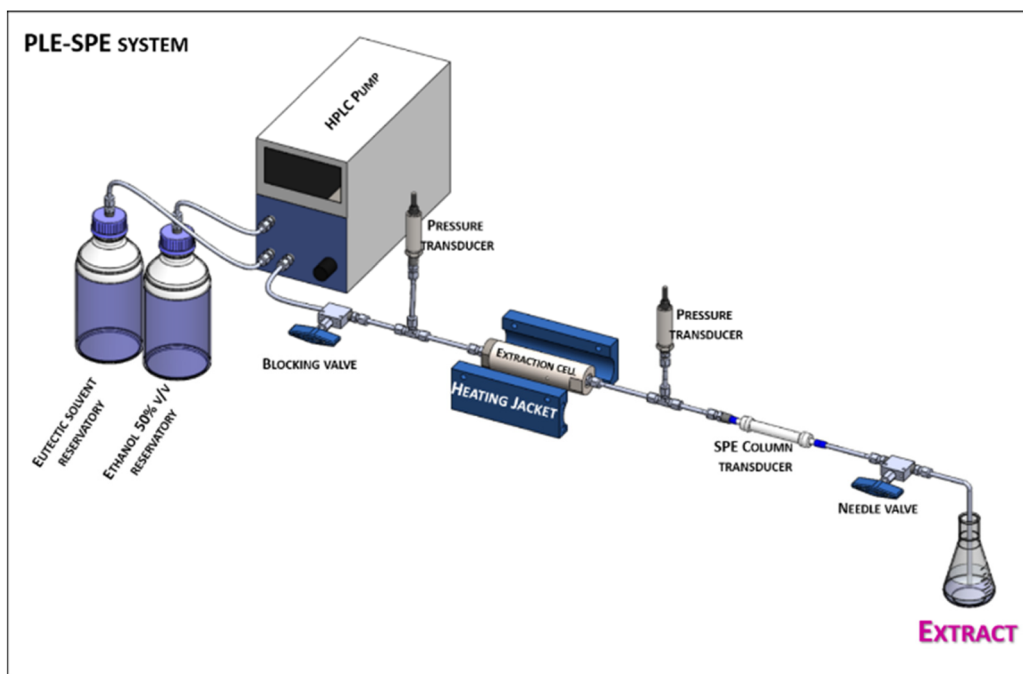 PLE-SPE SYSTEM
HPLC PUMP
PRESSURE
TRANSDUCER
PRESSURE
TRANSDUCER
BLOCKING VALVE
EXTRACTION CELL
HEATING JACKET
SPE COLUMN
TRANSDUCER
NEEDLE VALVE
EUTECTIC SOLVENT
RESERVATORY
ETHANOL 50% V/V
RESERVATORY
EXTRACT